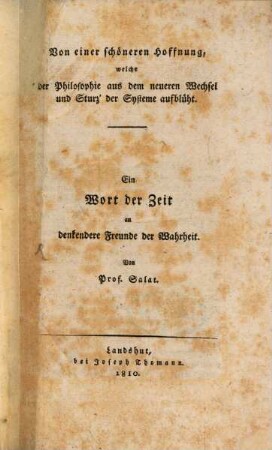 Von einer schöneren Hoffnung,
welche
der Philosophie aus dem neueren Wechsel
und Sturz der Systeme aufblüht.
Ein
Wort der Zeit
an
denkendere Freunde der Wahrheit.
Von
Prof. Salat.
Landshut,
bei Joseph Thomann.
1810.